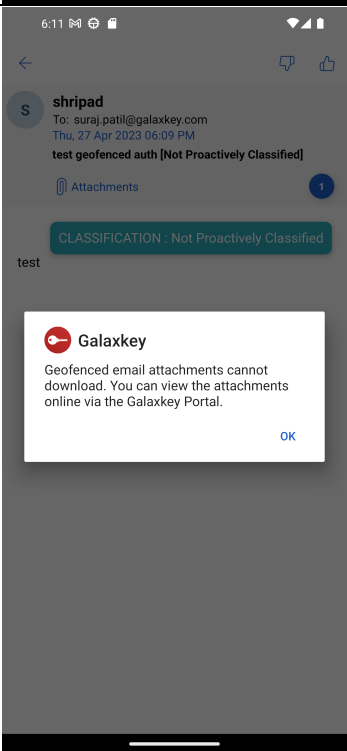 6:11
S
shripad
To: suraj.patil@galaxkey.com
Thu, 27 Apr 2023 06:09 PM
test geofenced auth [Not Proactively Classified]
Attachments
1
CLASSIFICATION : Not Proactively Classified
test
Galaxkey
Geofenced email attachments cannot
download. You can view the attachments
online via the Galaxkey Portal.
OK